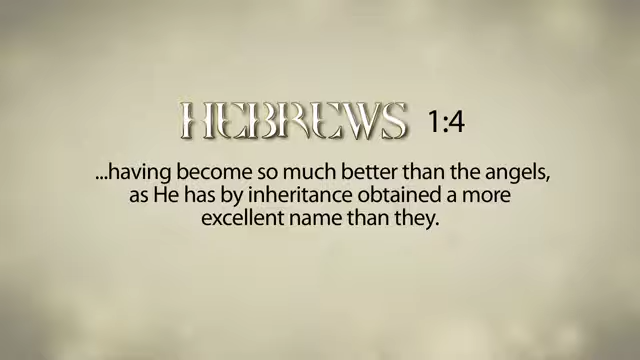 HEBREWS 1:4
...having become so much better than the angels,
as He has by inheritance obtained a more
excellent name than they.